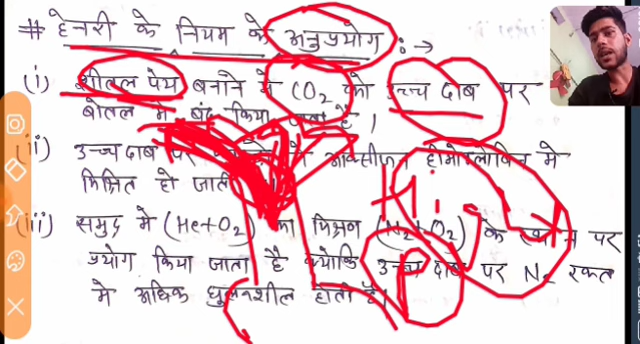 # हेनरी के नियम के अनुप्रयोग : →
(i) शीतल पेय बनाने में CO₂ को उच्च दाब पर
बोतल में बंद किया जाता है।
(ii) उच्च दाब पर ऑक्सीजन हीमोग्लोबिन में
मिश्रित हो जाती
(iii) समुद्र में (He+O₂) का मिश्रण (N₂+O₂) के स्थान पर
प्रयोग किया जाता है क्योंकि उच्च दाब पर N₂ रक्त
में अधिक घुलनशील होती है।